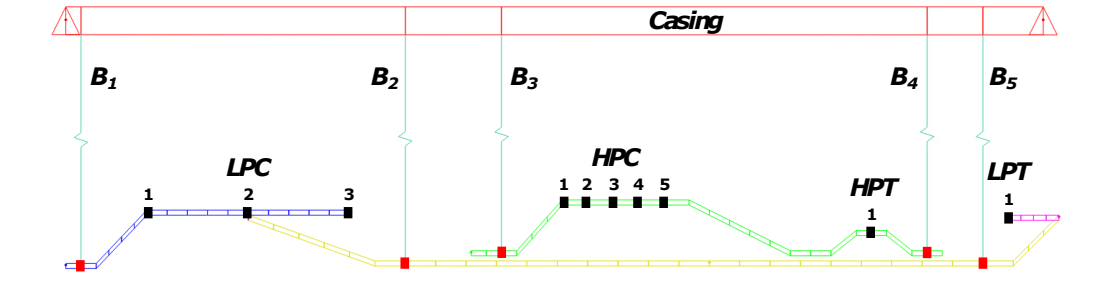 Casing
B1 B2 B3 B4 B5
LPC HPC HPT LPT
1 2 3 1 2 3 4 5 1 1